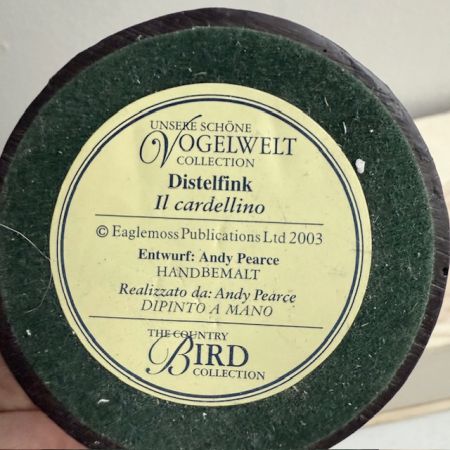 UNSERE SCHÖNE
VOGELWELT
COLLECTION
Distelfink
Il cardellino
© Eaglemoss Publications Ltd 2003
Entwurf: Andy Pearce
HANDBEMALT
Realizzato da: Andy Pearce
DIPINTO A MANO
THE COUNTRY
BIRD
COLLECTION